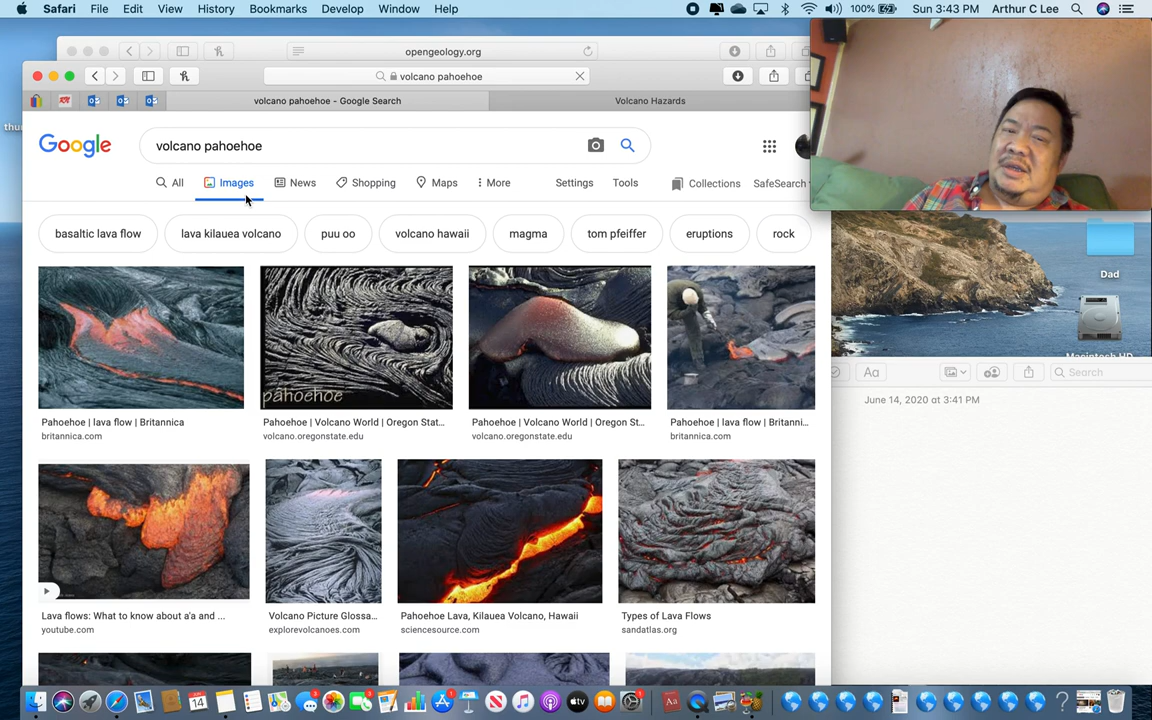 Safari File Edit View History Bookmarks Develop Window Help 100% Sun 3:43 PM Arthur C Lee
opengeology.org
volcano pahoehoe
volcano pahoehoe - Google Search Volcano Hazards
Google volcano pahoehoe
All Images News Shopping Maps More Settings Tools Collections SafeSearch
basaltic lava flow lava kilauea volcano puu oo volcano hawaii magma tom pfeiffer eruptions rock
Dad
pahoehoe
Macintosh HD
Aa Search
June 14, 2020 at 3:41 PM
Pahoehoe | lava flow | Britannica Pahoehoe | Volcano World | Oregon Stat... Pahoehoe | Volcano World | Oregon St... Pahoehoe | lava flow | Britanni...
britannica.com volcano.oregonstate.edu volcano.oregonstate.edu britannica.com
Lava flows: What to know about a'a and ... Volcano Picture Glossa... Pahoehoe Lava, Kilauea Volcano, Hawaii Types of Lava Flows
youtube.com explorevolcanoes.com sciencesource.com sandatlas.org